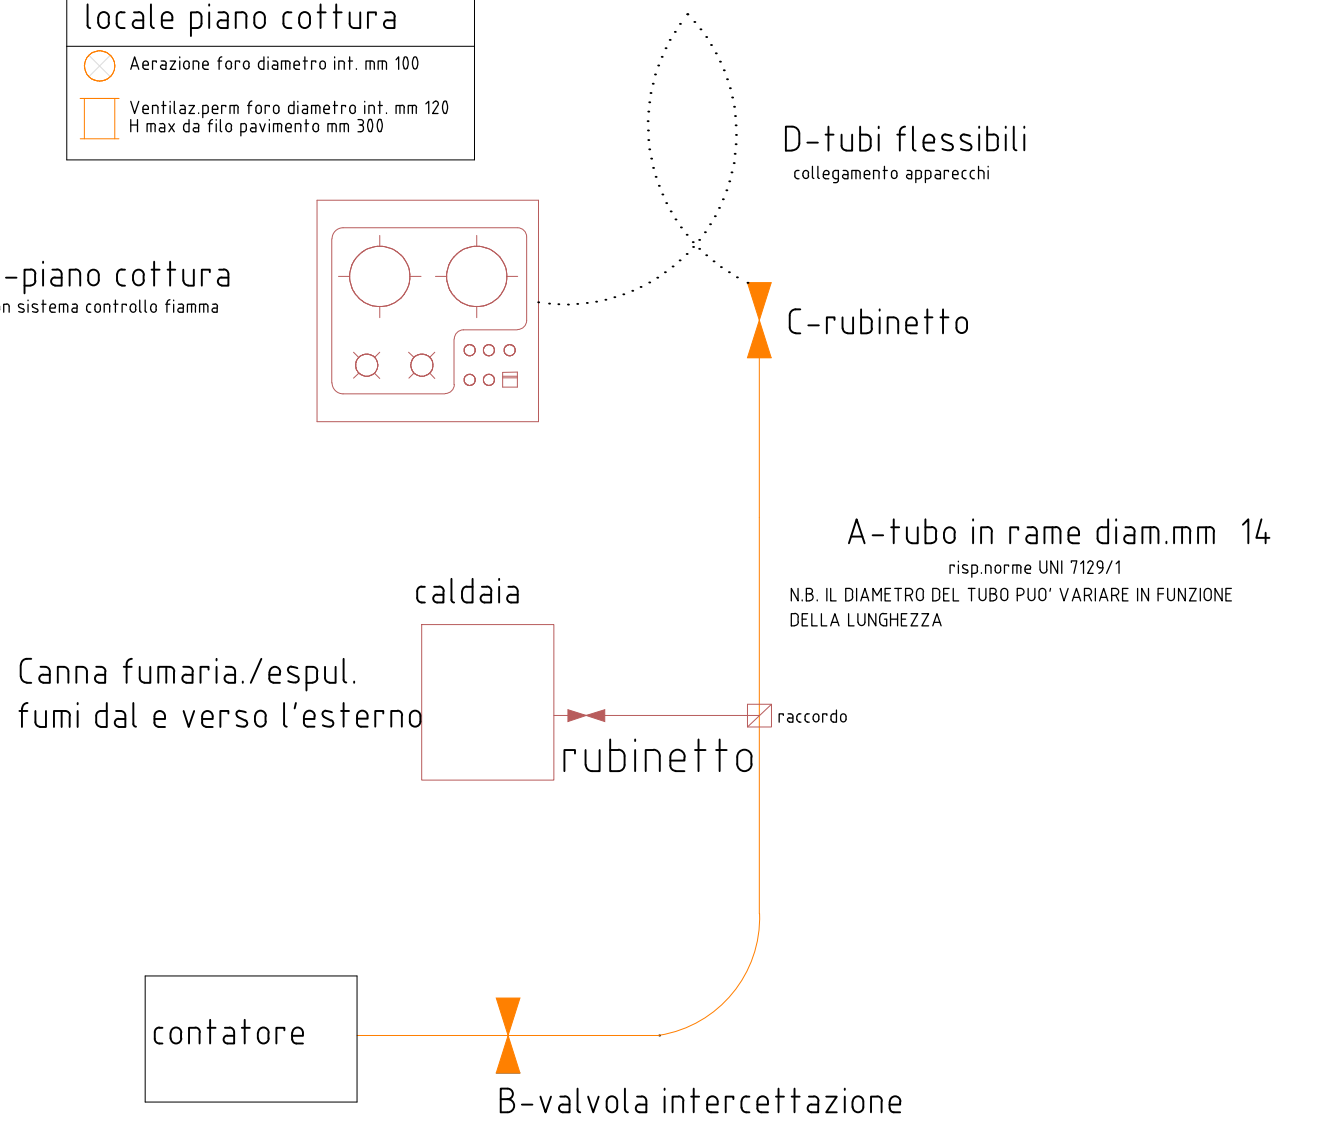 locale piano cottura
Aerazione foro diametro int. mm 100
Ventilaz.perm foro diametro int. mm 120
H max da filo pavimento mm 300
D-tubi flessibili
collegamento apparecchi
-piano cottura
n sistema controllo fiamma
C-rubinetto
A-tubo in rame diam.mm 14
risp.norme UNI 7129/1
N.B. IL DIAMETRO DEL TUBO PUO' VARIARE IN FUNZIONE
DELLA LUNGHEZZA
caldaia
Canna fumaria./espul.
fumi dal e verso l'esterno
raccordo
rubinetto
contatore
B-valvola intercettazione